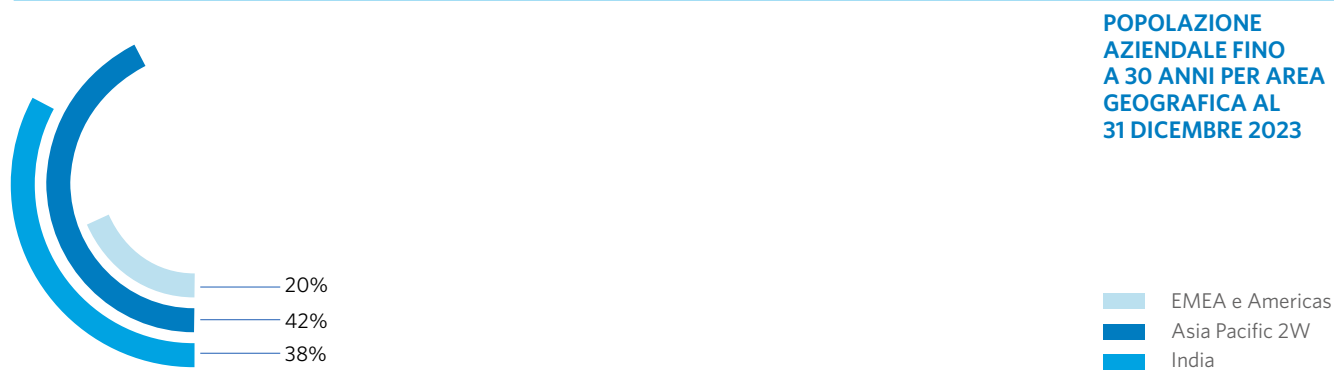 POPOLAZIONE
AZIENDALE FINO
A 30 ANNI PER AREA
GEOGRAFICA AL
31 DICEMBRE 2023
20%
42%
38%
EMEA e Americas
Asia Pacific 2W
India